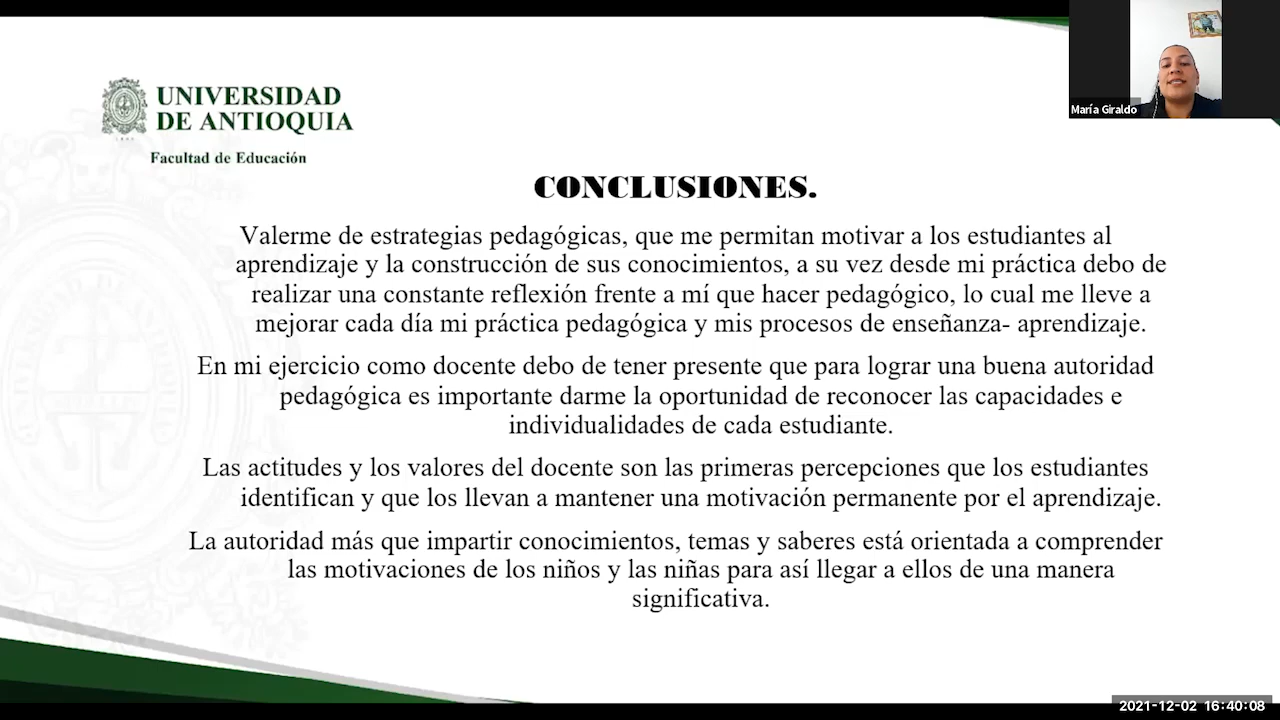 UNIVERSIDAD
DE ANTIOQUIA
Facultad de Educación
María Giraldo
CONCLUSIONES.
Valerme de estrategias pedagógicas, que me permitan motivar a los estudiantes al
aprendizaje y la construcción de sus conocimientos, a su vez desde mi práctica debo de
realizar una constante reflexión frente a mí que hacer pedagógico, lo cual me lleve a
mejorar cada día mi práctica pedagógica y mis procesos de enseñanza- aprendizaje.
En mi ejercicio como docente debo de tener presente que para lograr una buena autoridad
pedagógica es importante darme la oportunidad de reconocer las capacidades e
individualidades de cada estudiante.
Las actitudes y los valores del docente son las primeras percepciones que los estudiantes
identifican y que los llevan a mantener una motivación permanente por el aprendizaje.
La autoridad más que impartir conocimientos, temas y saberes está orientada a comprender
las motivaciones de los niños y las niñas para así llegar a ellos de una manera
significativa.
2021-12-02 16:40:08